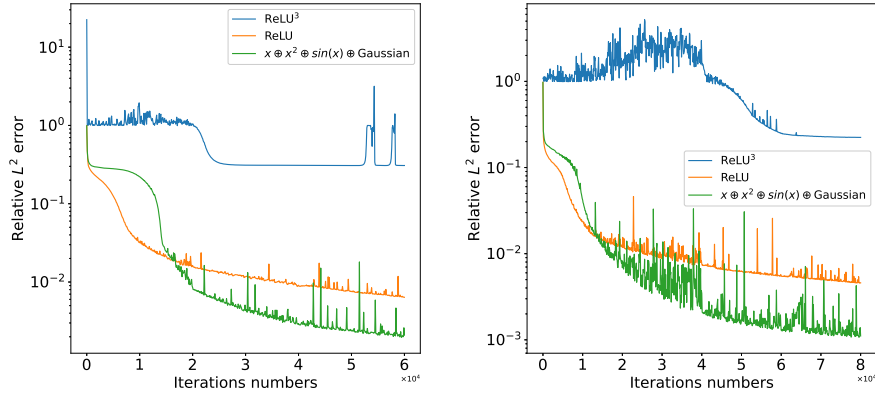 ReLU³
ReLU
x ⊕ x² ⊕ sin(x) ⊕ Gaussian
Relative L² error
10¹
10⁰
10⁻¹
10⁻²
0 1 2 3 4 5 6
×10⁴
Iterations numbers
ReLU³
ReLU
x ⊕ x² ⊕ sin(x) ⊕ Gaussian
Relative L² error
10⁰
10⁻¹
10⁻²
10⁻³
0 1 2 3 4 5 6 7 8
×10⁴
Iterations numbers